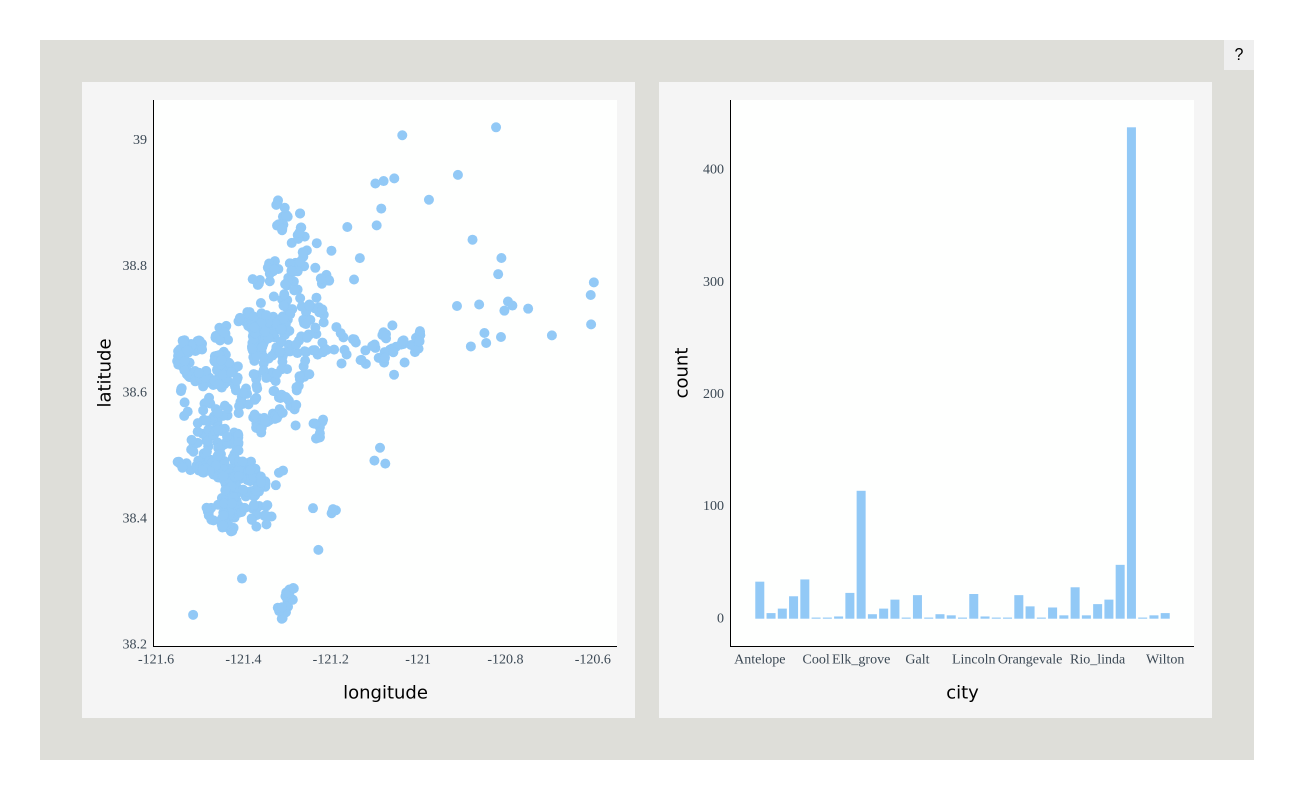 ?
39
38.8
38.6
38.4
38.2
latitude
-121.6 -121.4 -121.2 -121 -120.8 -120.6
longitude
400
300
200
100
0
count
Antelope Cool Elk_grove Galt Lincoln Orangevale Rio_linda Wilton
city